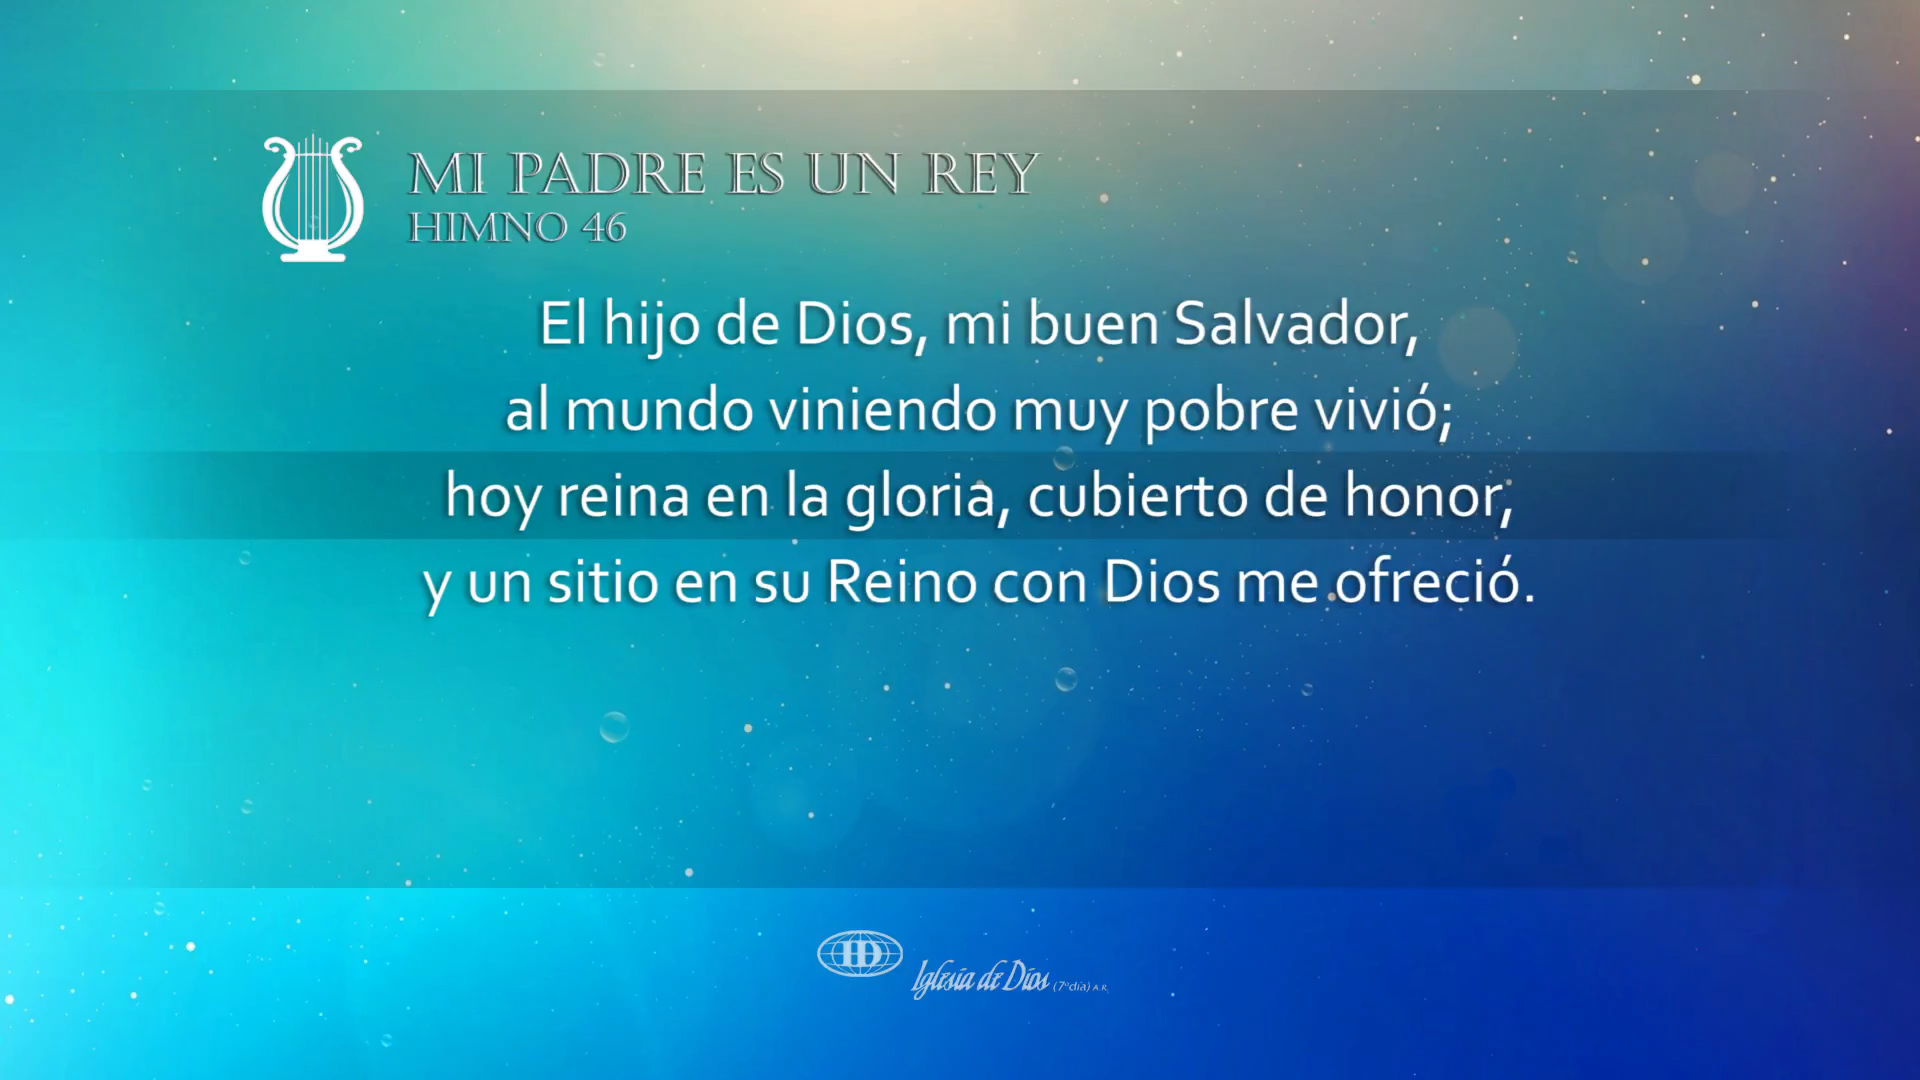 MI PADRE ES UN REY
HIMNO 46
El hijo de Dios, mi buen Salvador,
al mundo viniendo muy pobre vivió;
hoy reina en la gloria, cubierto de honor,
y un sitio en su Reino con Dios me ofreció.
ID Iglesia de Dios (7º día) A.R.